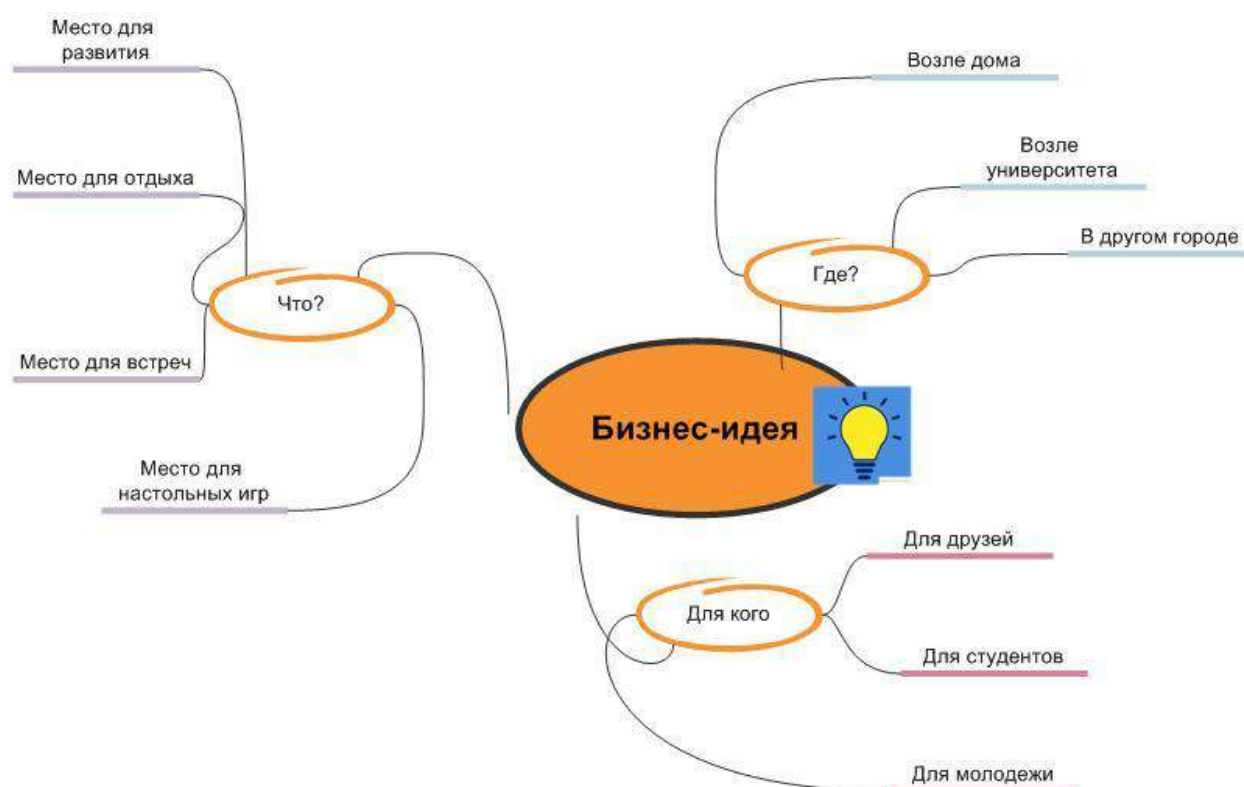 Место для
развития
Место для отдыха
Что?
Место для встреч
Место для
настольных игр
Возле дома
Возле
университета
В другом городе
Где?
Бизнес-идея
Для друзей
Для кого
Для студентов
Для молодежи